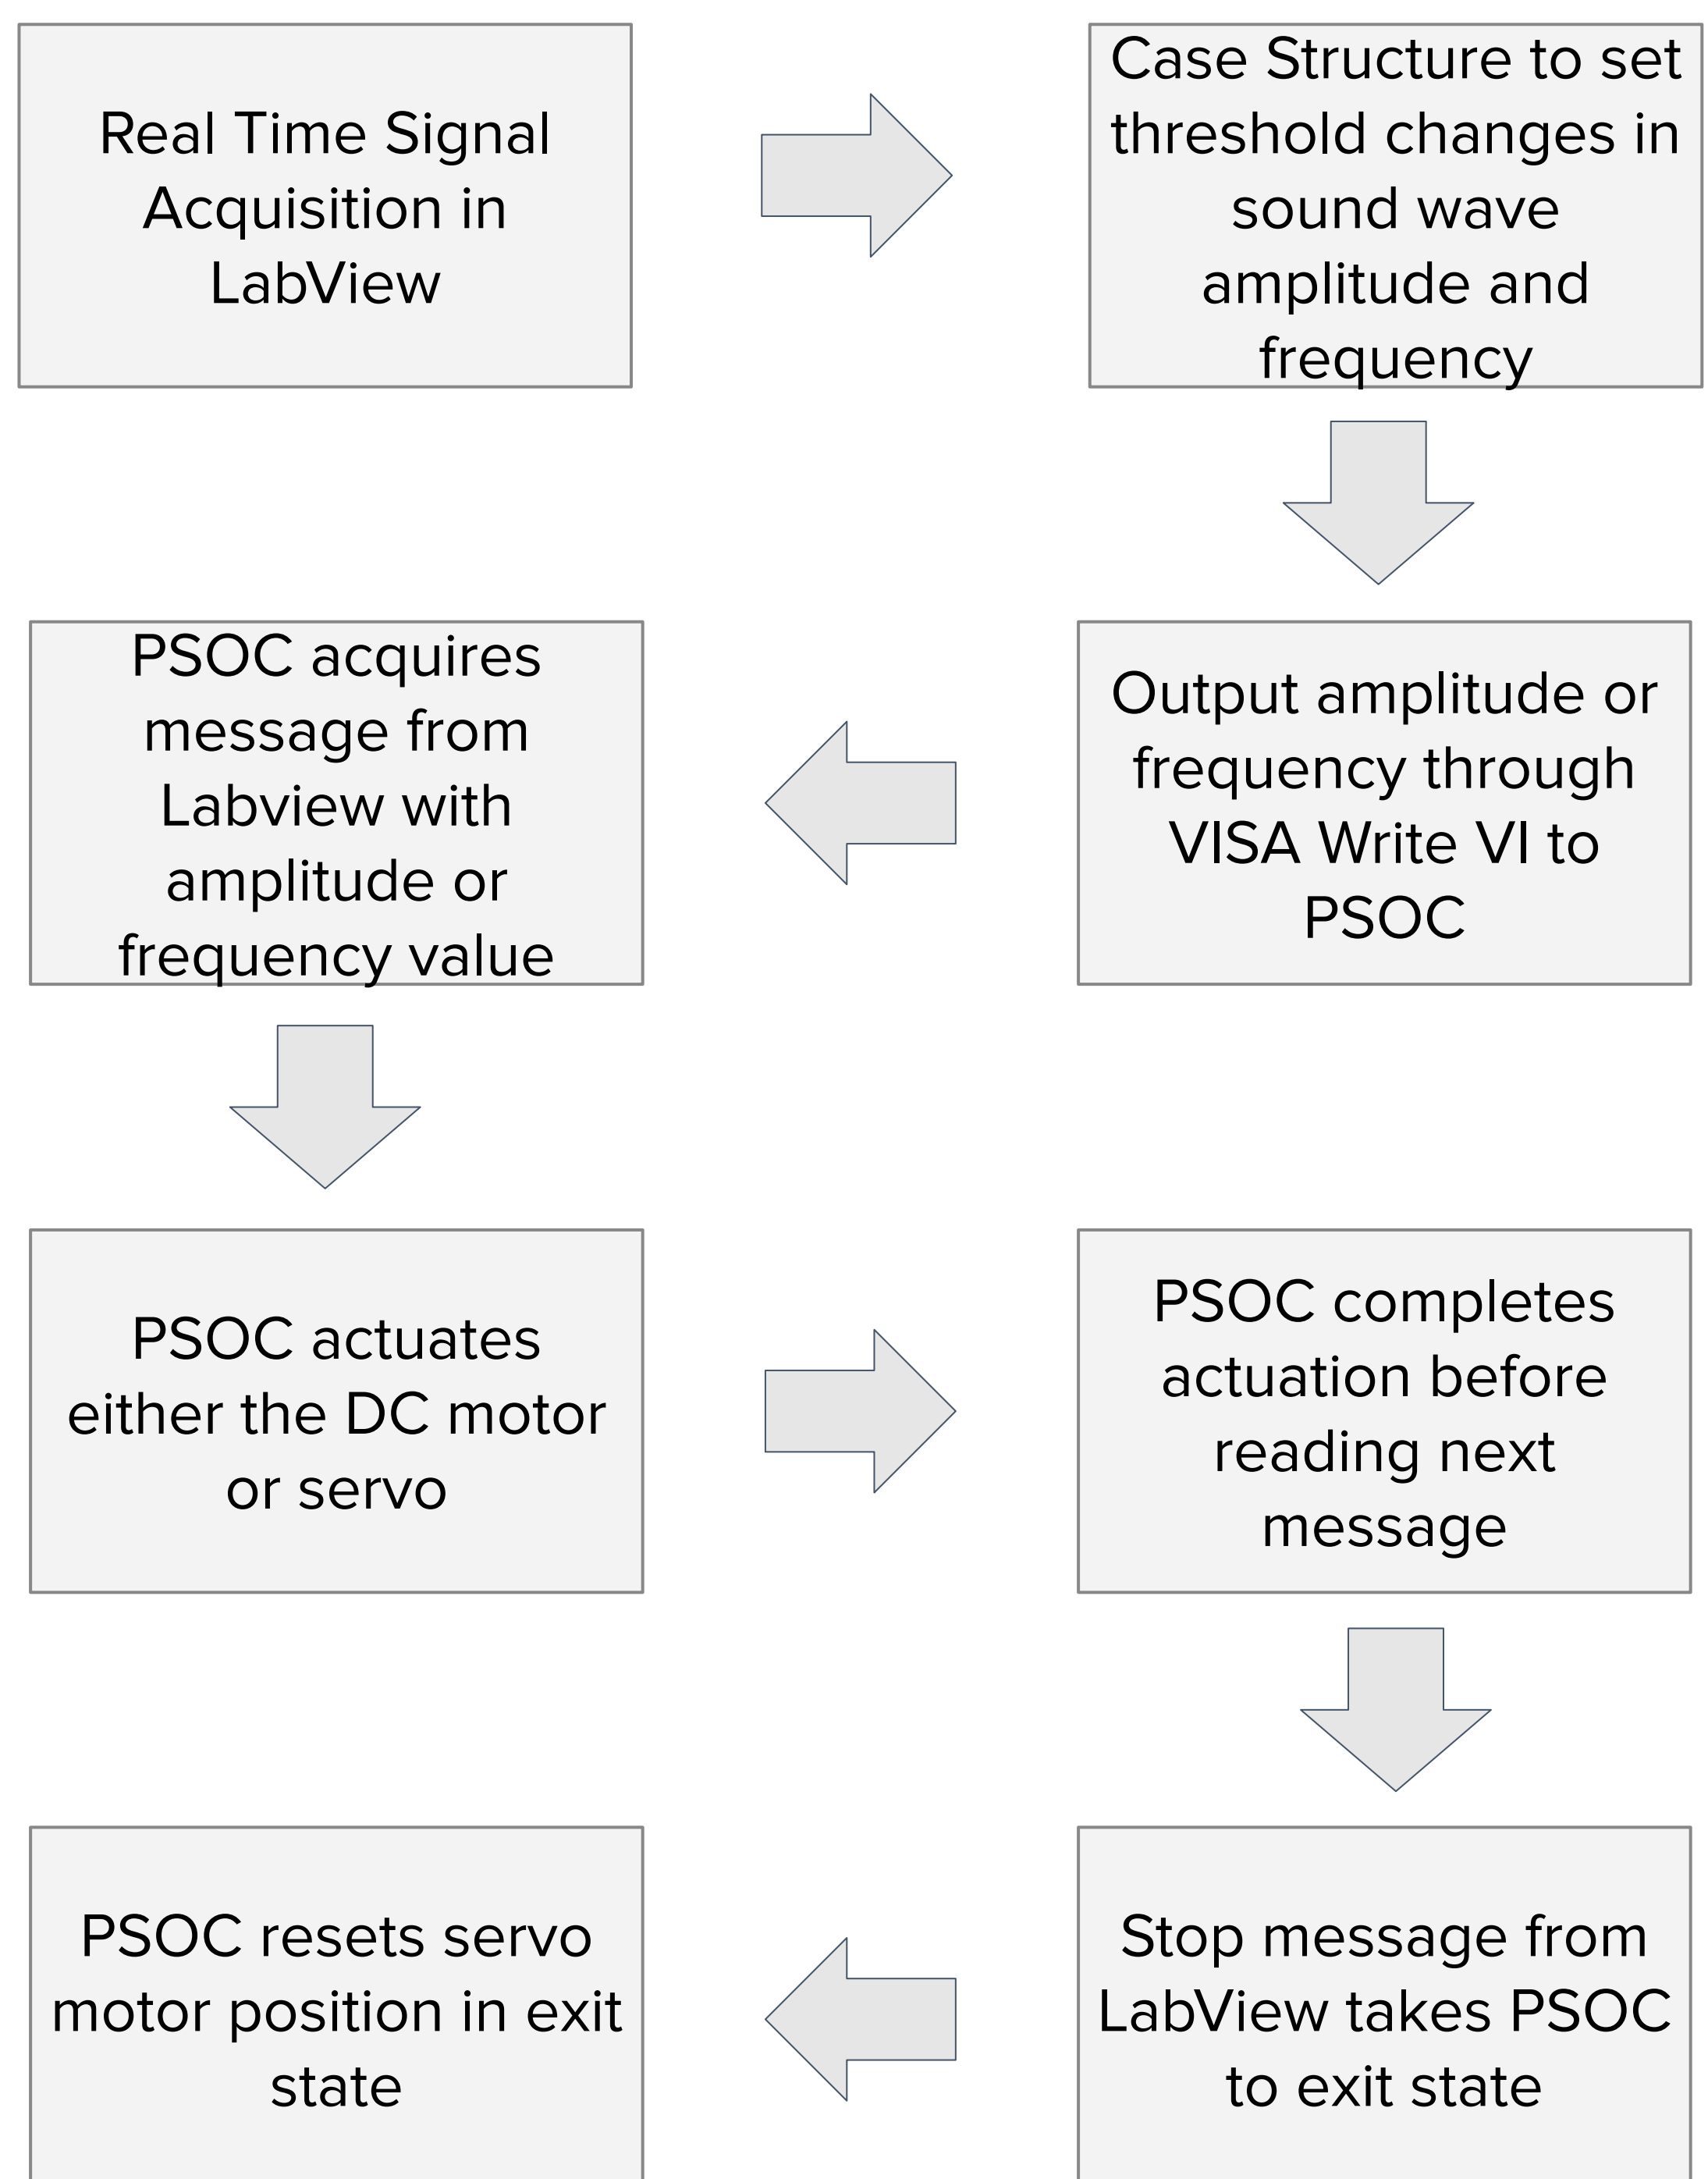 Real Time Signal
Acquisition in
LabView
Case Structure to set
threshold changes in
sound wave
amplitude and
frequency
Output amplitude or
frequency through
VISA Write VI to
PSOC
PSOC acquires
message from
Labview with
amplitude or
frequency value
PSOC actuates
either the DC motor
or servo
PSOC completes
actuation before
reading next
message
Stop message from
LabView takes PSOC
to exit state
PSOC resets servo
motor position in exit
state